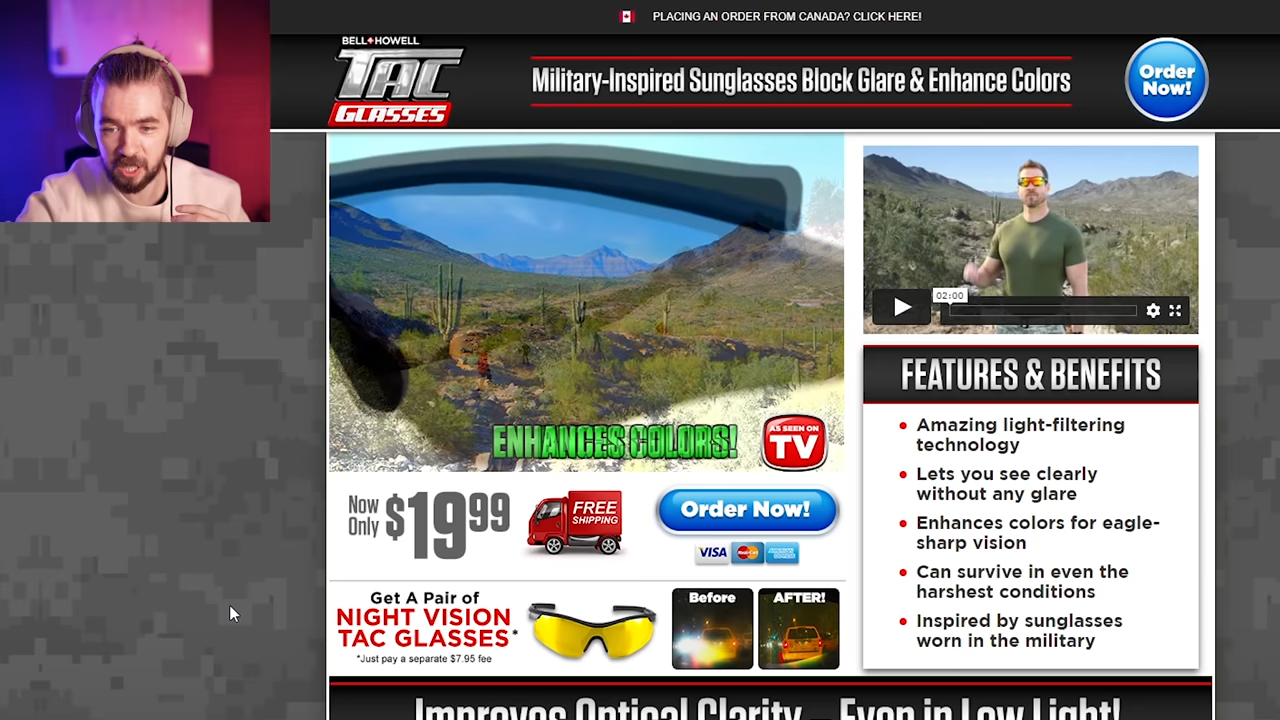 PLACING AN ORDER FROM CANADA? CLICK HERE!
BELL+HOWELL
TAC
GLASSES
Military-Inspired Sunglasses Block Glare & Enhance Colors
Order
Now!
ENHANCES COLORS!
AS SEEN ON
TV
02:00
Now
Only
$19.99
FREE
SHIPPING
Order Now!
VISA
MasterCard
Get A Pair of
NIGHT VISION
TAC GLASSES*
*Just pay a separate $7.95 fee
Before
AFTER!
FEATURES & BENEFITS
Amazing light-filtering
technology
Lets you see clearly
without any glare
Enhances colors for eagle-
sharp vision
Can survive in even the
harshest conditions
Inspired by sunglasses
worn in the military
Improves Optical Clarity – Even in Low Light!